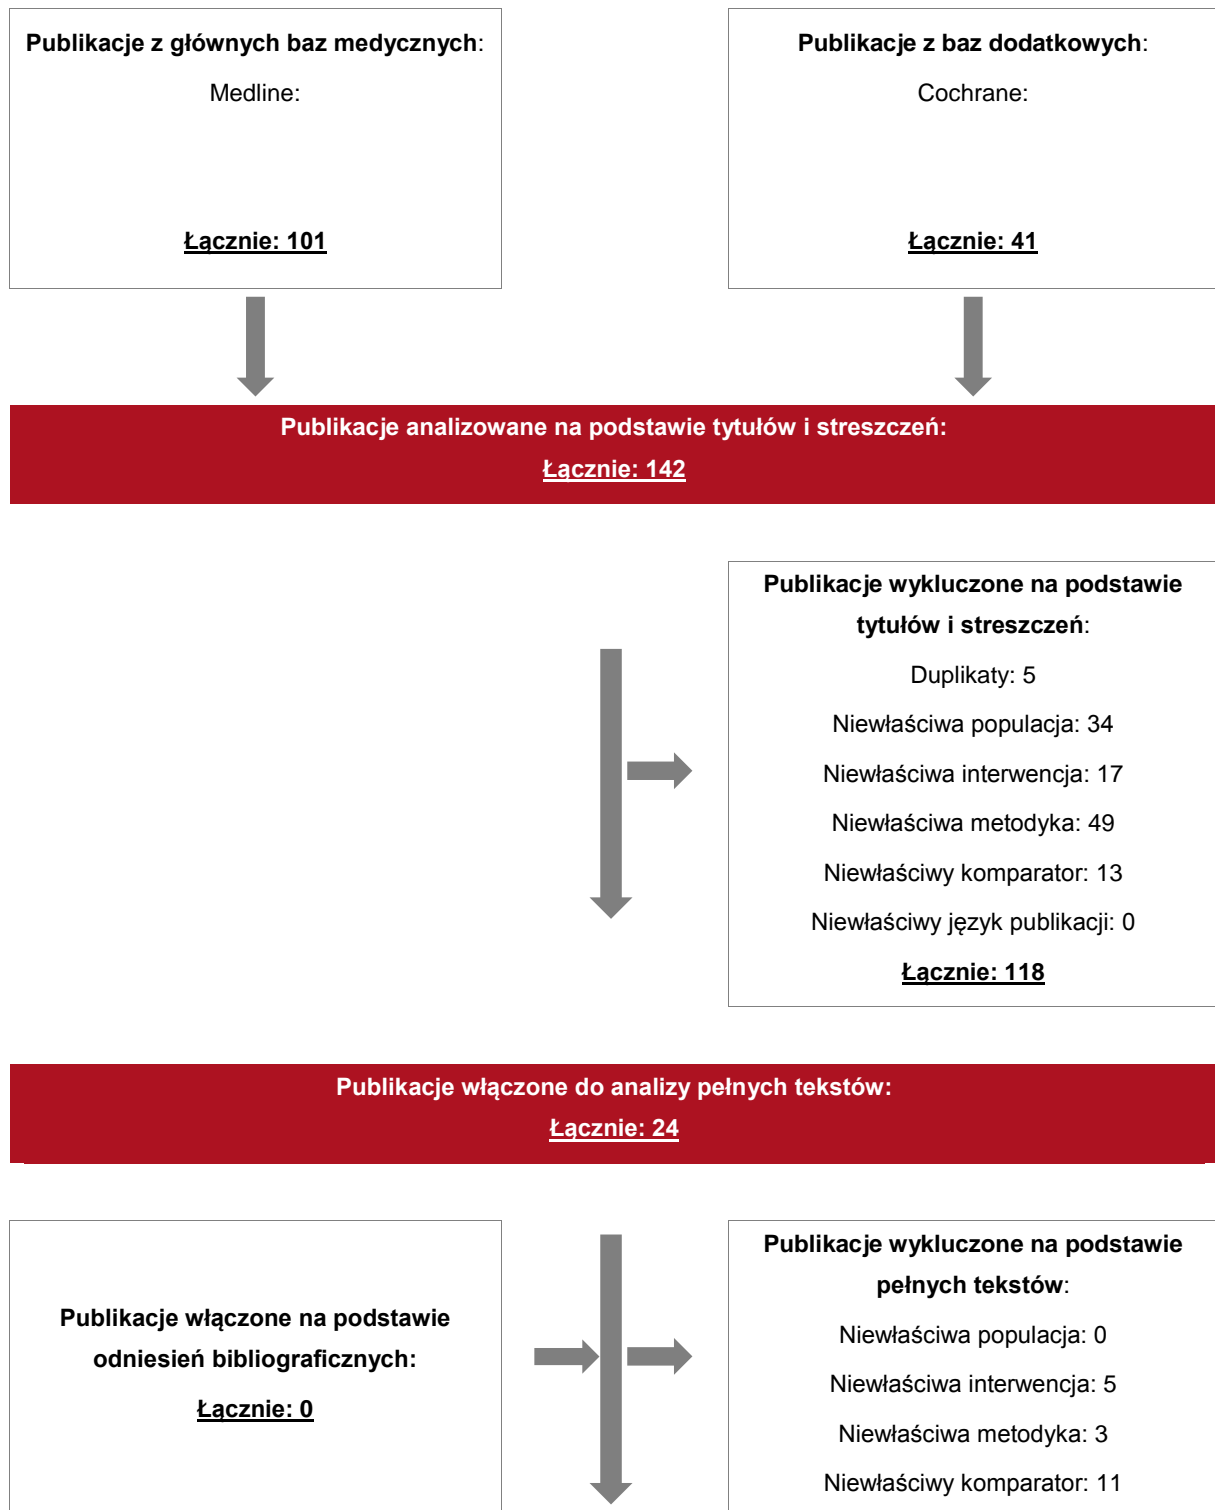 Publikacje z głównych baz medycznych:
Medline:
Łącznie: 101
Publikacje z baz dodatkowych:
Cochrane:
Łącznie: 41
Publikacje analizowane na podstawie tytułów i streszczeń:
Łącznie: 142
Publikacje wykluczone na podstawie
tytułów i streszczeń:
Duplikaty: 5
Niewłaściwa populacja: 34
Niewłaściwa interwencja: 17
Niewłaściwa metodyka: 49
Niewłaściwy komparator: 13
Niewłaściwy język publikacji: 0
Łącznie: 118
Publikacje włączone do analizy pełnych tekstów:
Łącznie: 24
Publikacje włączone na podstawie
odniesień bibliograficznych:
Łącznie: 0
Publikacje wykluczone na podstawie
pełnych tekstów:
Niewłaściwa populacja: 0
Niewłaściwa interwencja: 5
Niewłaściwa metodyka: 3
Niewłaściwy komparator: 11